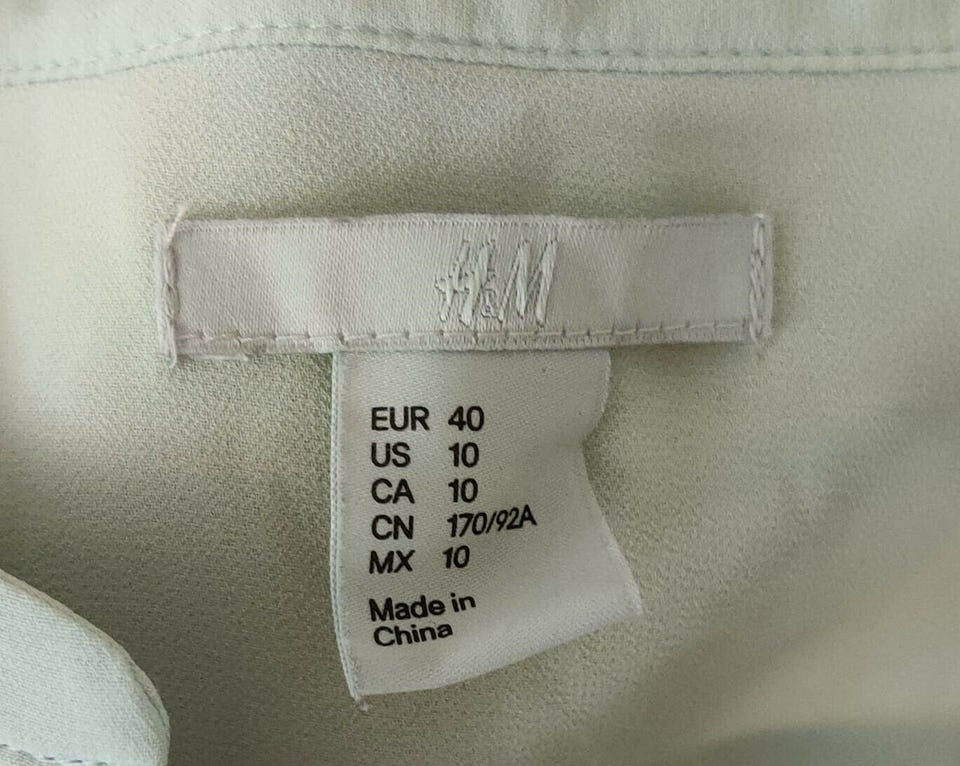 H&M
EUR 40
US 10
CA 10
CN 170/92A
MX 10
Made in
China